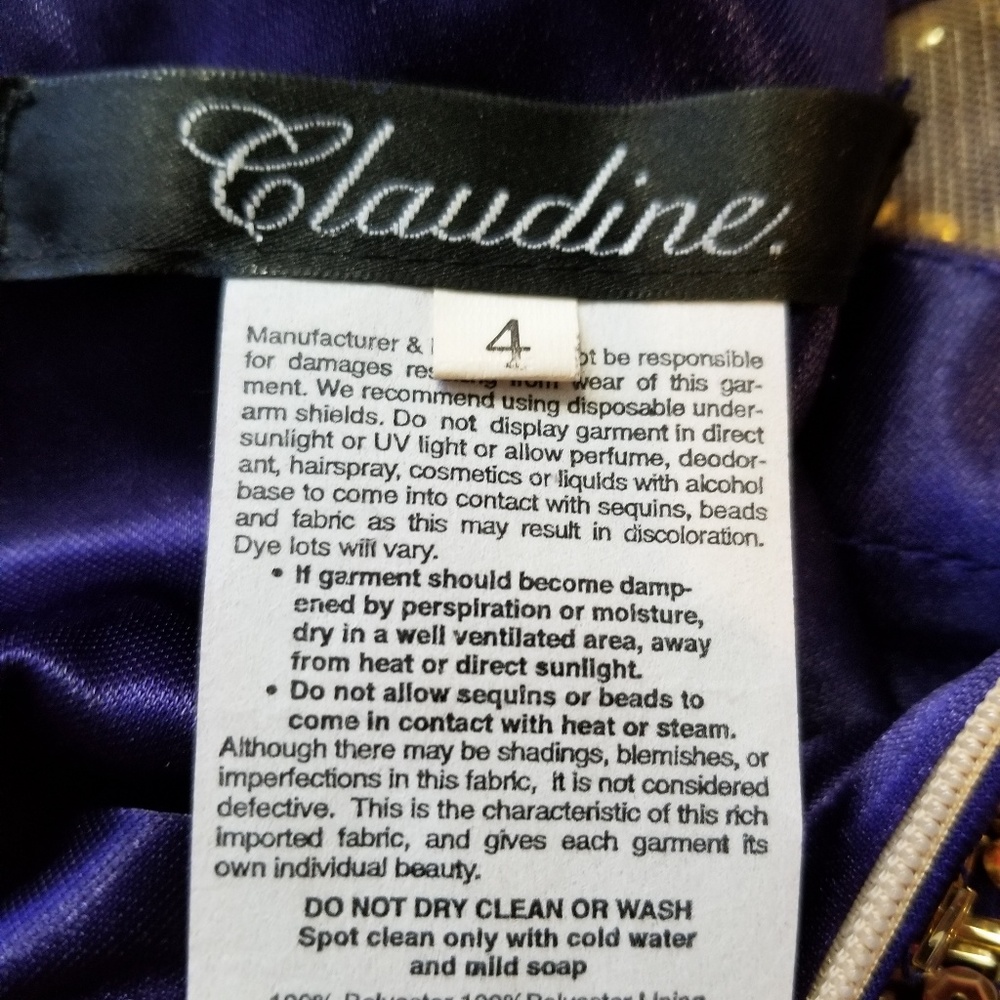 Claudine.
4
Manufacturer & ot be responsible
for damages res from wear of this gar-
ment. We recommend using disposable under-
arm shields. Do not display garment in direct
sunlight or UV light or allow perfume, deodor-
ant, hairspray, cosmetics or liquids with alcohol
base to come into contact with sequins, beads
and fabric as this may result in discoloration.
Dye lots will vary.
• If garment should become damp-
ened by perspiration or moisture,
dry in a well ventilated area, away
from heat or direct sunlight.
• Do not allow sequins or beads to
come in contact with heat or steam.
Although there may be shadings, blemishes, or
imperfections in this fabric, it is not considered
defective. This is the characteristic of this rich
imported fabric, and gives each garment its
own individual beauty.
DO NOT DRY CLEAN OR WASH
Spot clean only with cold water
and mild soap
100% Polyester 100% Polyester Lining